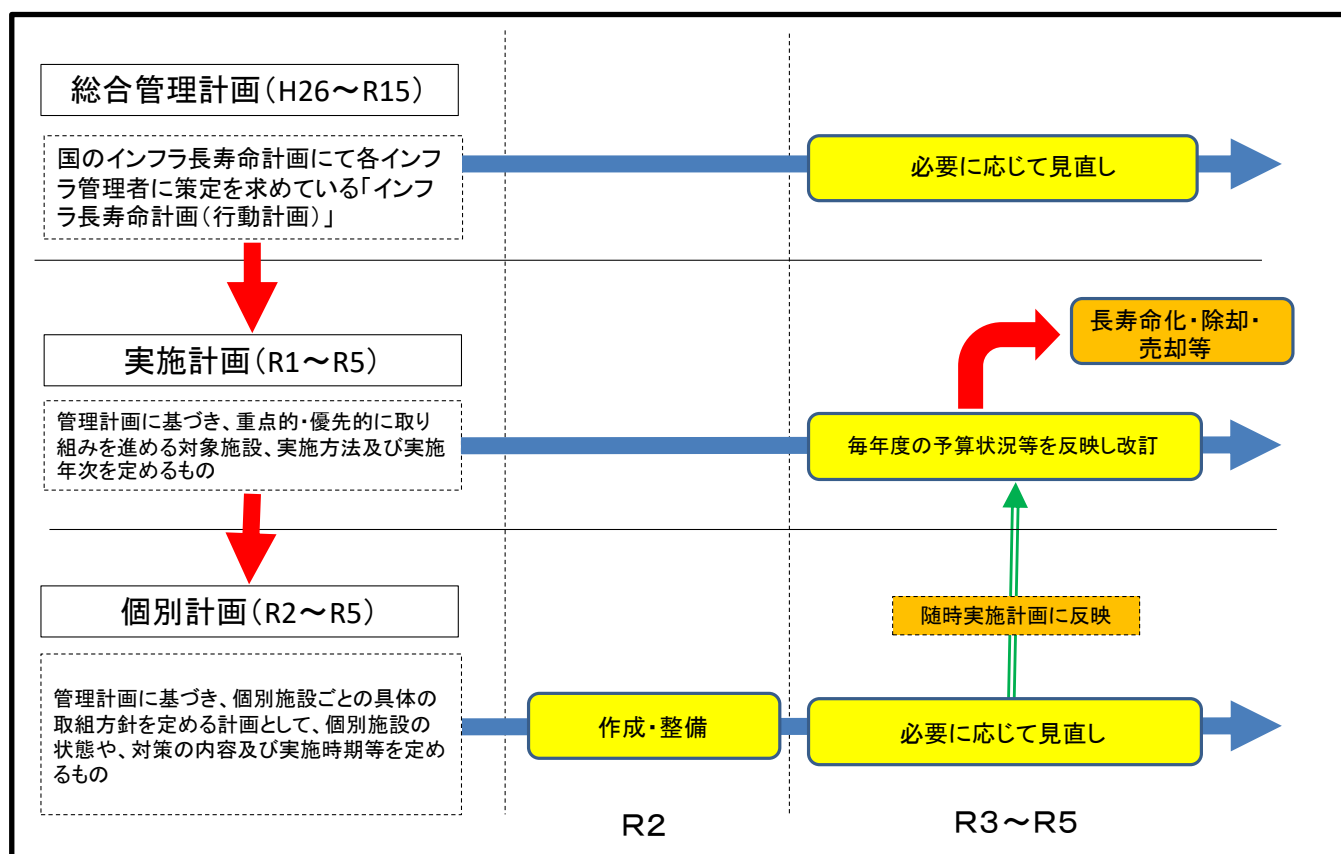 総合管理計画(H26～R15)
国のインフラ長寿命計画にて各インフ
ラ管理者に策定を求めている「インフ
ラ長寿命計画(行動計画)」
必要に応じて見直し
長寿命化・除却・
売却等
実施計画(R1～R5)
管理計画に基づき、重点的・優先的に取り
組みを進める対象施設、実施方法及び実施
年次を定めるもの
毎年度の予算状況等を反映し改訂
個別計画(R2～R5)
随時実施計画に反映
管理計画に基づき、個別施設ごとの具体の
取組方針を定める計画として、個別施設の
状態や、対策の内容及び実施時期等を定め
るもの
作成・整備
必要に応じて見直し
R2
R3～R5